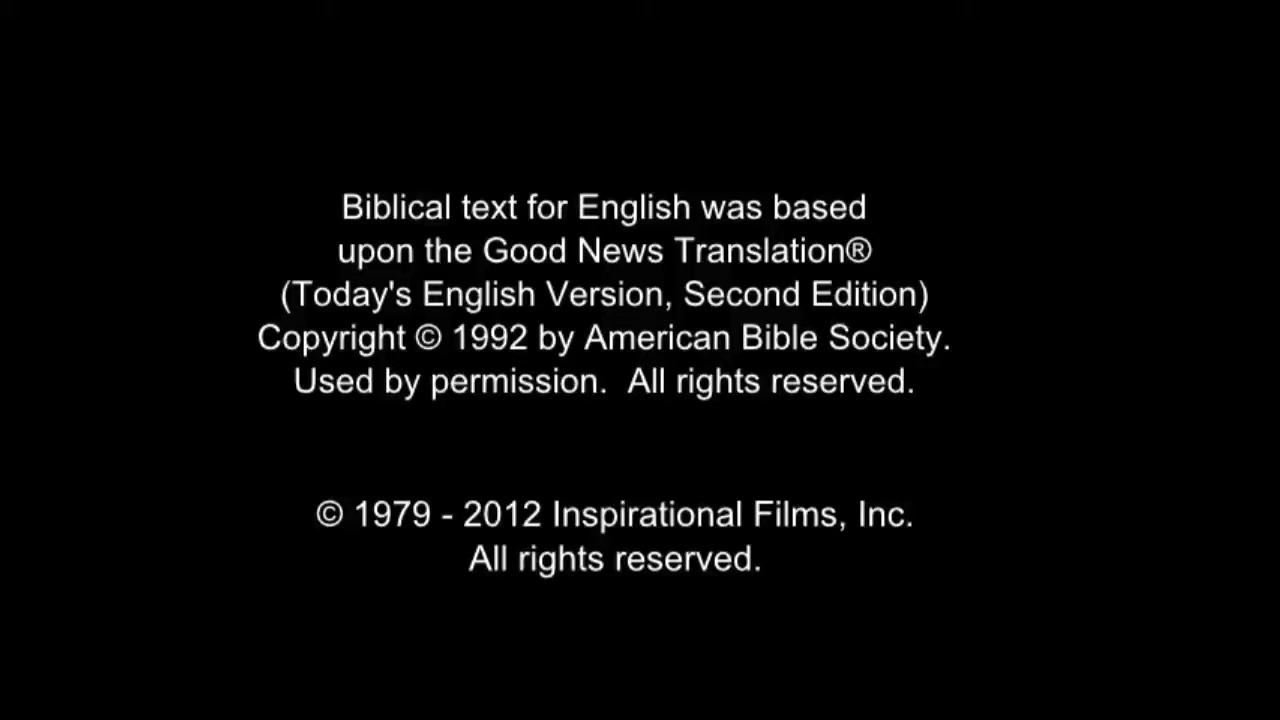 Biblical text for English was based
upon the Good News Translation®
(Today's English Version, Second Edition)
Copyright © 1992 by American Bible Society.
Used by permission.  All rights reserved.
© 1979 - 2012 Inspirational Films, Inc.
All rights reserved.